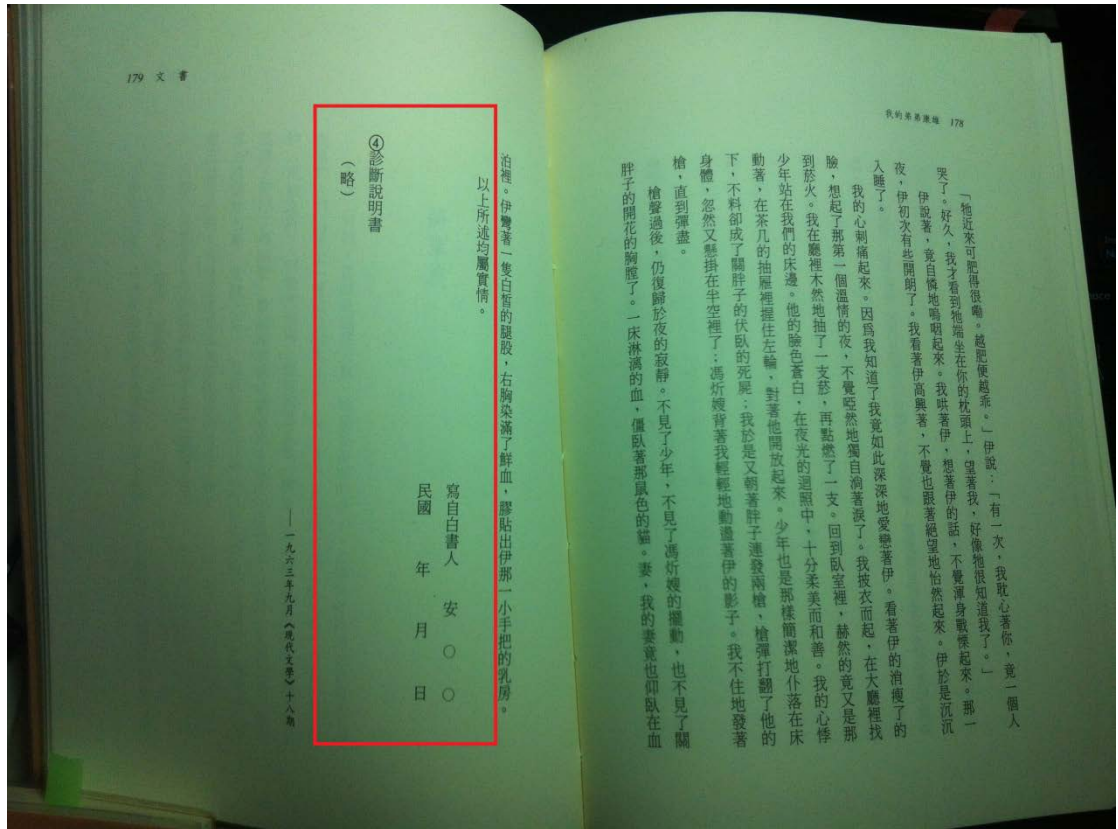 我的弟弟康雄 178
「牠近來可肥得很嘞。越肥便越乖。」伊說：「有一次，我耽心著你，竟一個人
哭了。好久，我才看到牠端坐在你的枕頭上，望著我，好像牠很知道我了。」
伊說著，竟自憐地嗚咽起來。我哄著伊，想著伊的話，不覺渾身戰慄起來。那一
夜，伊初次有些開朗了。我看著伊高興著，不覺也跟著絕望地怡然起來。伊於是沉沉
入睡了。
我的心刺痛起來。因為我知道了我竟如此深深地愛戀著伊。看著伊的消瘦了的
臉，想起了那第一個溫情的夜，不覺啞然地獨自淌著淚了。我披衣而起，在大廳裡找
到菸火。我在廳裡木然地抽了一支菸，再點燃了一支。回到臥室裡，赫然的竟又是那
少年站在我們的床邊。他的臉色蒼白，在夜光的迴照中，十分柔美而和善。我的心悸
動著，在茶几的抽屜裡握住左輪，對著他開放起來。少年也是那樣簡潔地仆落在床
下，不料卻成了關胖子的伏臥的死屍；我於是又朝著胖子連發兩槍，槍彈打翻了他的
身體，忽然又懸掛在半空裡了；馮炘嫂背著我輕輕地動盪著伊的影子。我不住地發著
槍，直到彈盡。
槍聲過後，仍復歸於夜的寂靜。不見了少年，不見了馮炘嫂的擺動，也不見了關
胖子的開花的胸膛了。一床淋漓的血，僵臥著那鼠色的貓。妻，我的妻竟也仰臥在血
179 文書
泊裡。伊彎著一隻白皙的腿股，右胸染滿了鮮血，膠貼出伊那一小手把的乳房。
以上所述均屬實情。
寫自白書人 安○○
民國 年 月 日
④診斷說明書
（略）
——一九六三年九月《現代文學》十八期